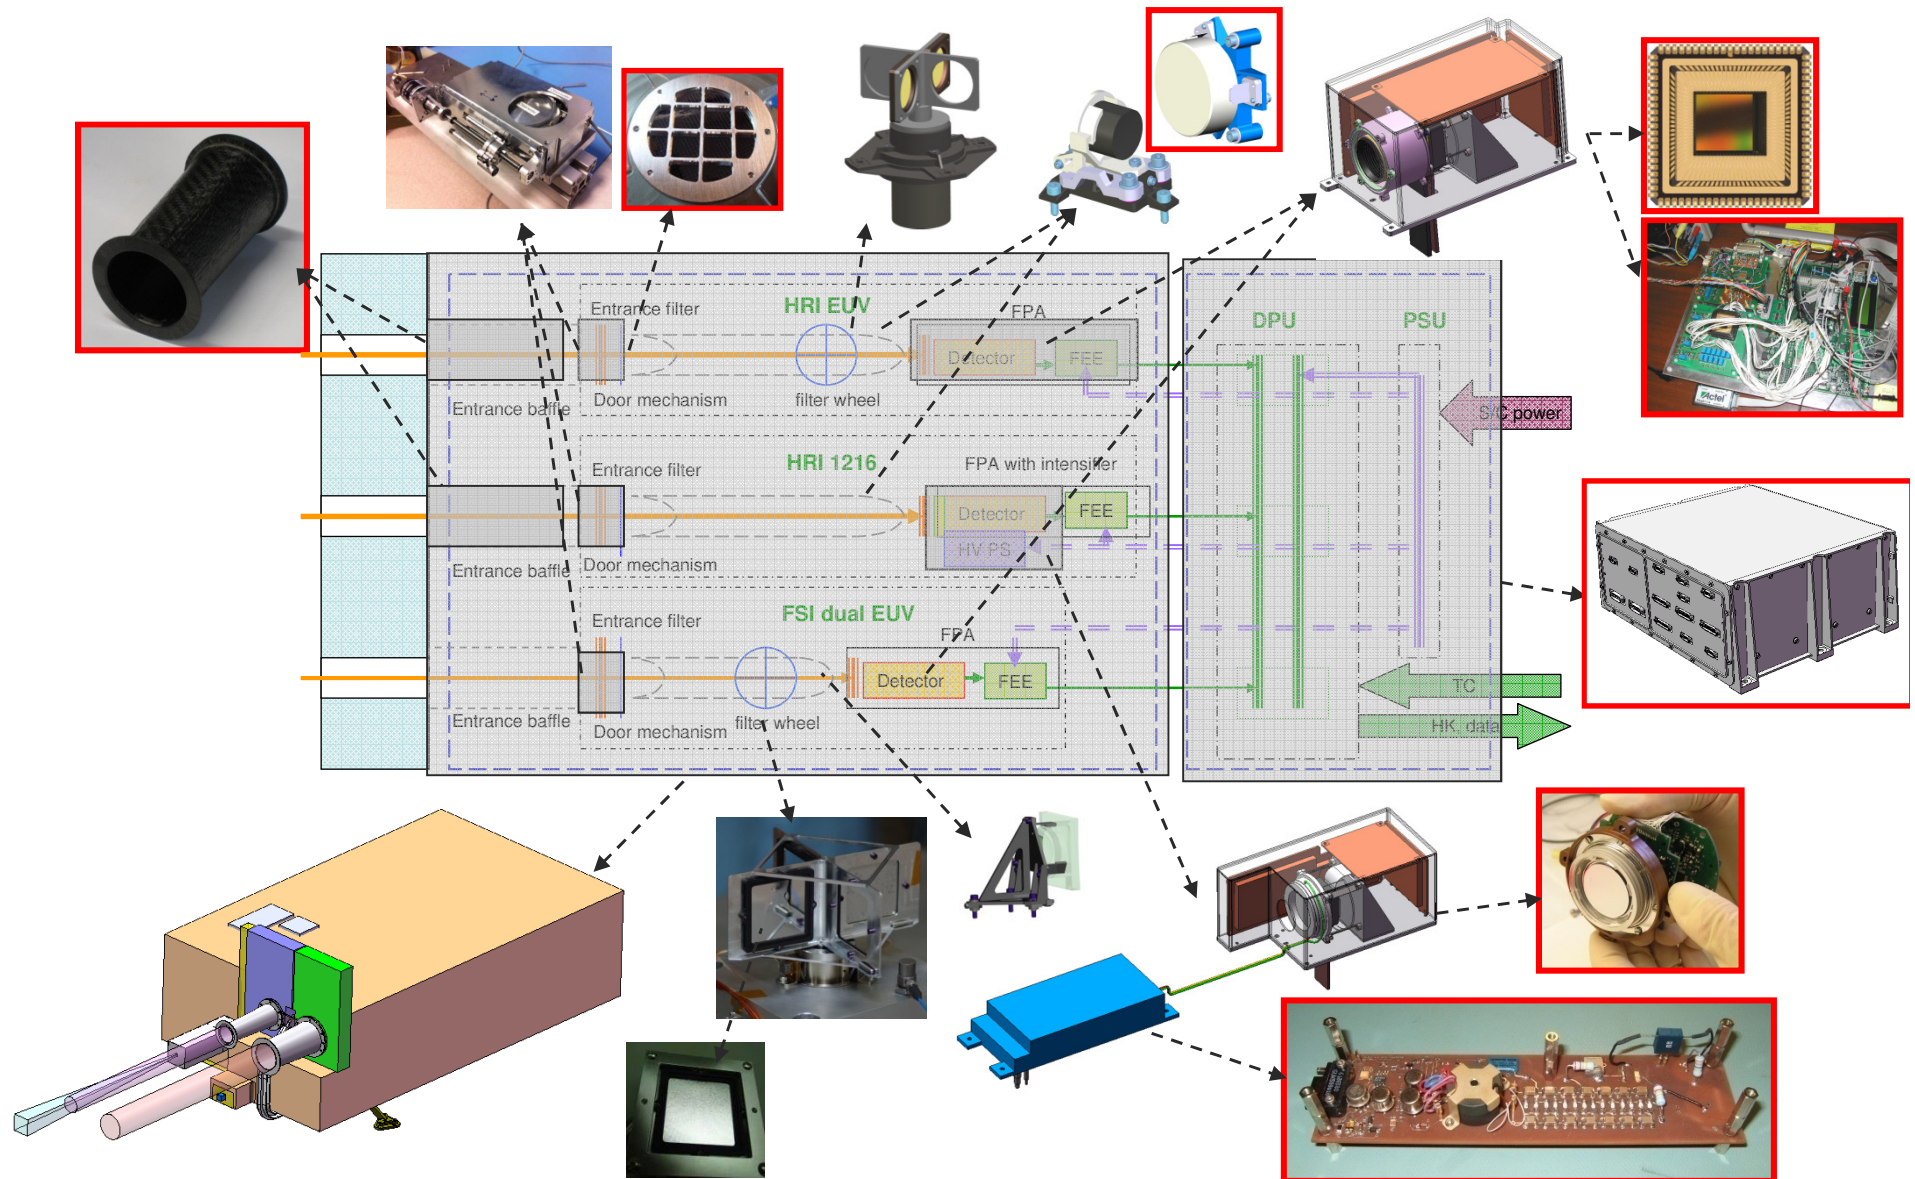 Entrance filter
HRI EUV
FPA
DPU
PSU
Detector
FEE
Entrance baffle
Door mechanism
filter wheel
S/C power
Actel
Entrance filter
HRI 1216
FPA with intensifier
Detector
FEE
HV PS
Entrance baffle
Door mechanism
FSI dual EUV
Entrance filter
FPA
Detector
FEE
TC
Entrance baffle
Door mechanism
filter wheel
HK, data